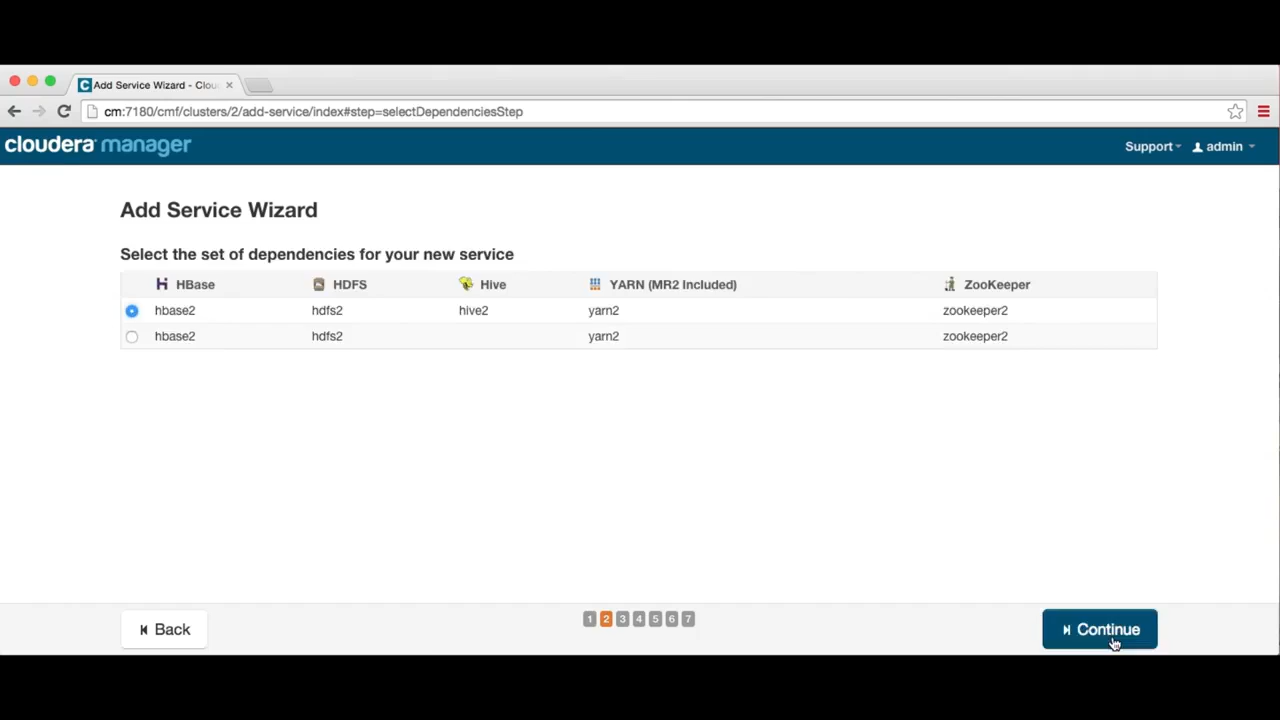 Add Service Wizard - Clou
cm:7180/cmf/clusters/2/add-service/index#step=selectDependenciesStep
cloudera manager Support admin
Add Service Wizard
Select the set of dependencies for your new service
HBase HDFS Hive YARN (MR2 Included) ZooKeeper
hbase2 hdfs2 hive2 yarn2 zookeeper2
hbase2 hdfs2 yarn2 zookeeper2
Back 1 2 3 4 5 6 7 Continue